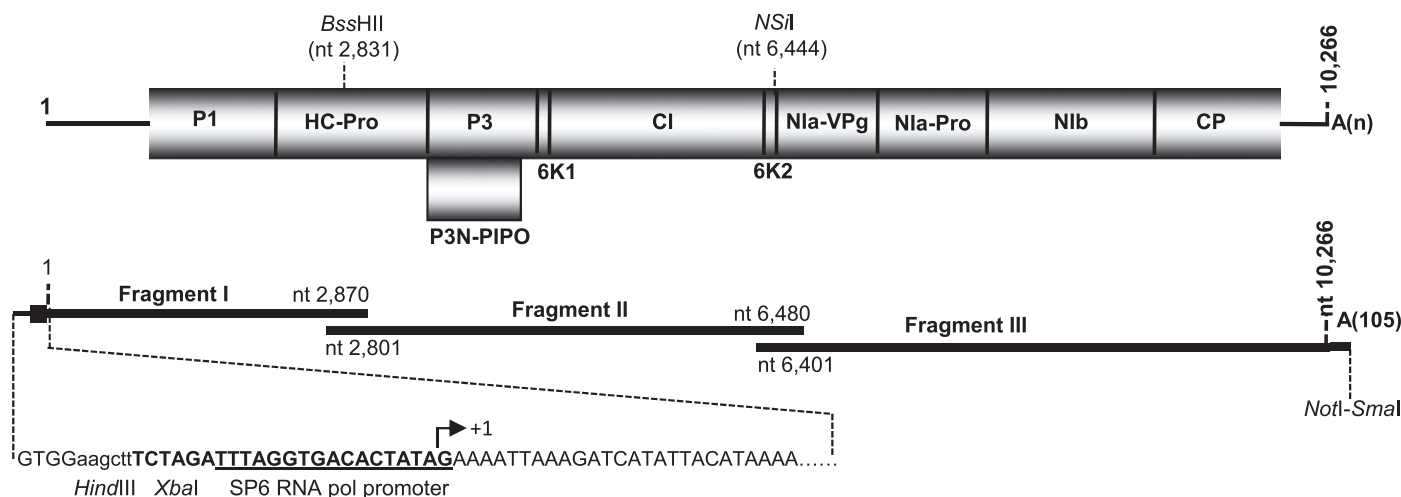 BssHII
(nt 2,831)
NSiI
(nt 6,444)
1
10,266
P1
HC-Pro
P3
CI
NIa-VPg
NIa-Pro
NIb
CP
A(n)
6K1
6K2
P3N-PIPO
1
Fragment I
nt 2,870
nt 2,801
Fragment II
nt 6,480
nt 6,401
Fragment III
nt 10,266
A(105)
NotI-SmaI
+1
GTGGaagcttTCTAGATTTAGGTGACACTATAGAAAATTAAAGATCATATTACATAAAA......
HindIII XbaI SP6 RNA pol promoter